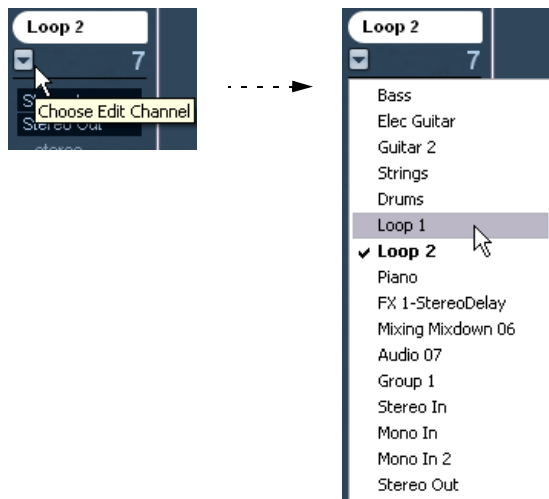 Loop 2
7
Choose Edit Channel
Stereo Out
stereo
Loop 2
7
Bass
Elec Guitar
Guitar 2
Strings
Drums
Loop 1
Loop 2
Piano
FX 1-StereoDelay
Mixing Mixdown 06
Audio 07
Group 1
Stereo In
Mono In
Mono In 2
Stereo Out